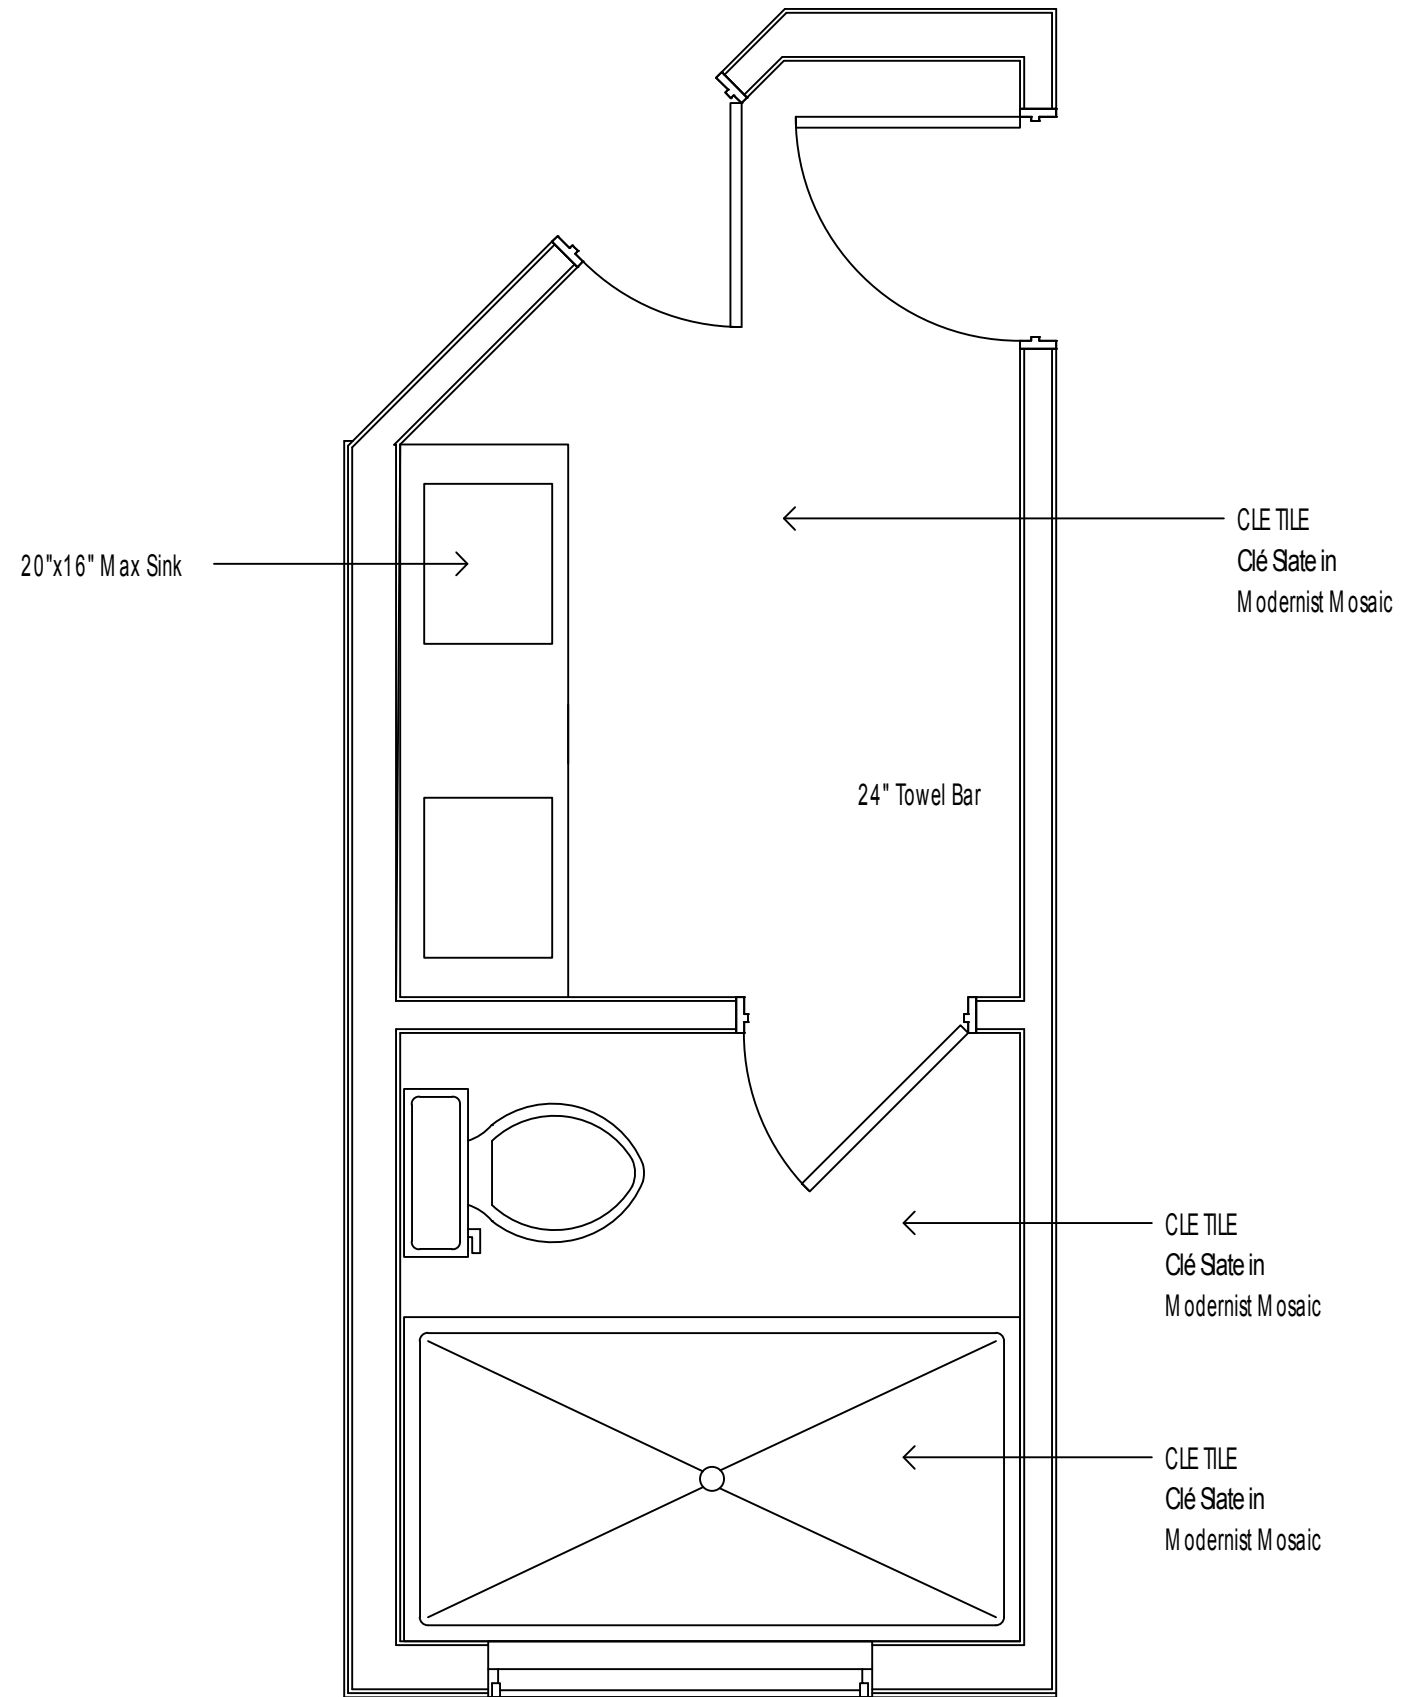 CLE TILE
Clé Slate in
Modernist Mosaic
20"x16" Max Sink
24" Towel Bar
CLE TILE
Clé Slate in
Modernist Mosaic
CLE TILE
Clé Slate in
Modernist Mosaic